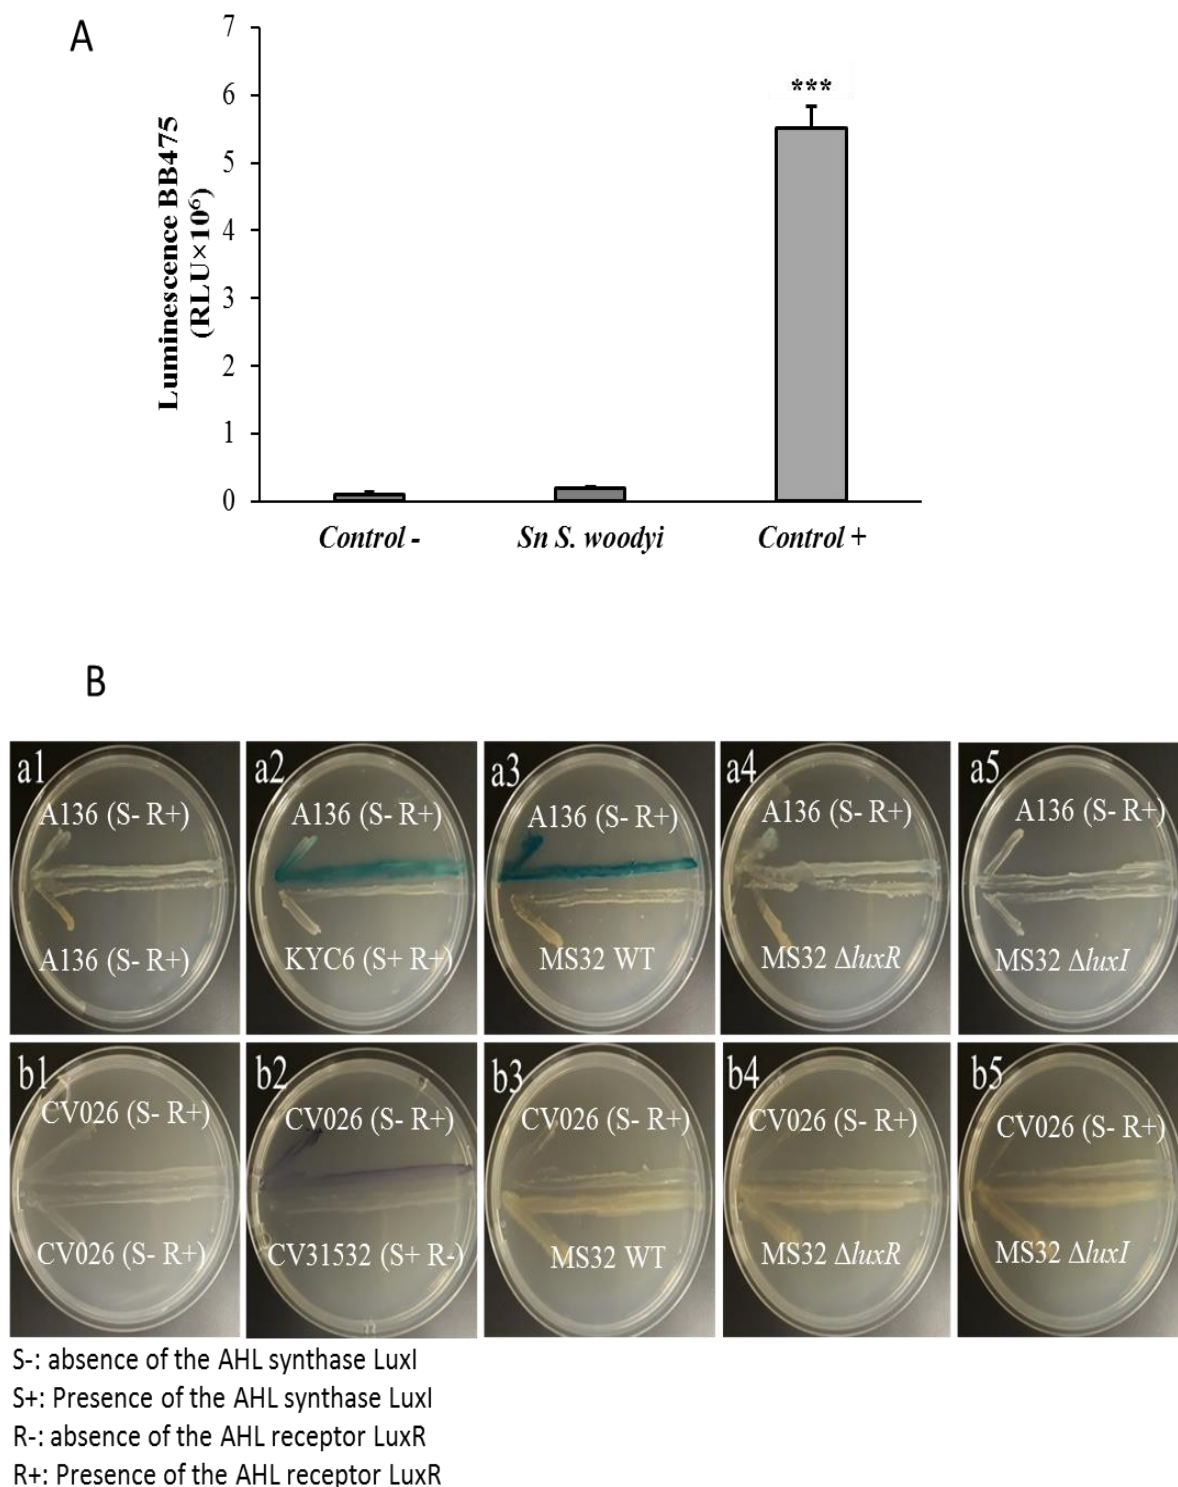 A
7
6
5
4
3
2
1
0
Luminescence BB475
(RLU×10⁶)
***
Control -
Sn S. woodyi
Control +
B
a1
A136 (S- R+)
A136 (S- R+)
a2
A136 (S- R+)
KYC6 (S+ R+)
a3
A136 (S- R+)
MS32 WT
a4
A136 (S- R+)
MS32 ΔluxR
a5
A136 (S- R+)
MS32 ΔluxI
b1
CV026 (S- R+)
CV026 (S- R+)
b2
CV026 (S- R+)
CV31532 (S+ R-)
b3
CV026 (S- R+)
MS32 WT
b4
CV026 (S- R+)
MS32 ΔluxR
b5
CV026 (S- R+)
MS32 ΔluxI
S-: absence of the AHL synthase LuxI
S+: Presence of the AHL synthase LuxI
R-: absence of the AHL receptor LuxR
R+: Presence of the AHL receptor LuxR